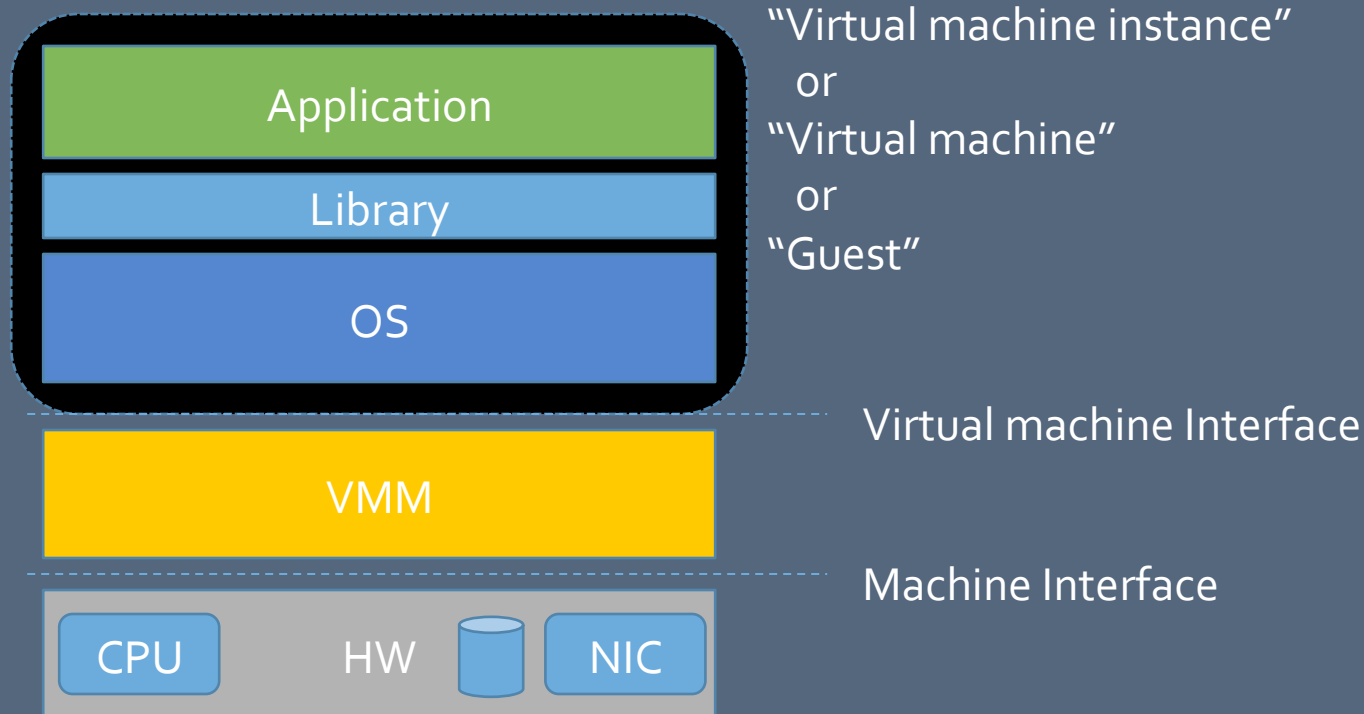 “Virtual machine instance”
or
“Virtual machine”
or
“Guest”
Application
Library
OS
Virtual machine Interface
VMM
Machine Interface
CPU
HW
NIC